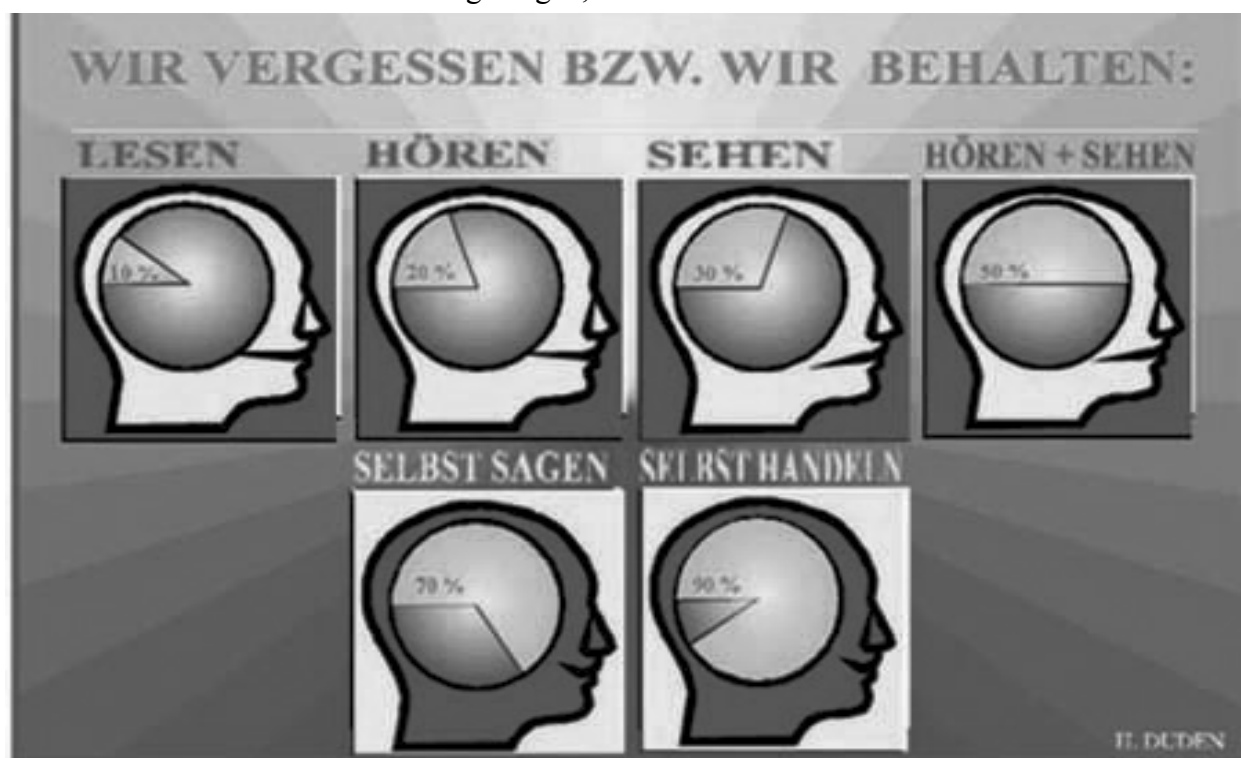 WIR VERGESSEN BZW. WIR BEHALTEN:
LESEN HÖREN SEHEN HÖREN + SEHEN
10 % 20 % 30 % 50 %
SELBST SAGEN SELBST HANDELN
70 % 90 %
H. DUDEN